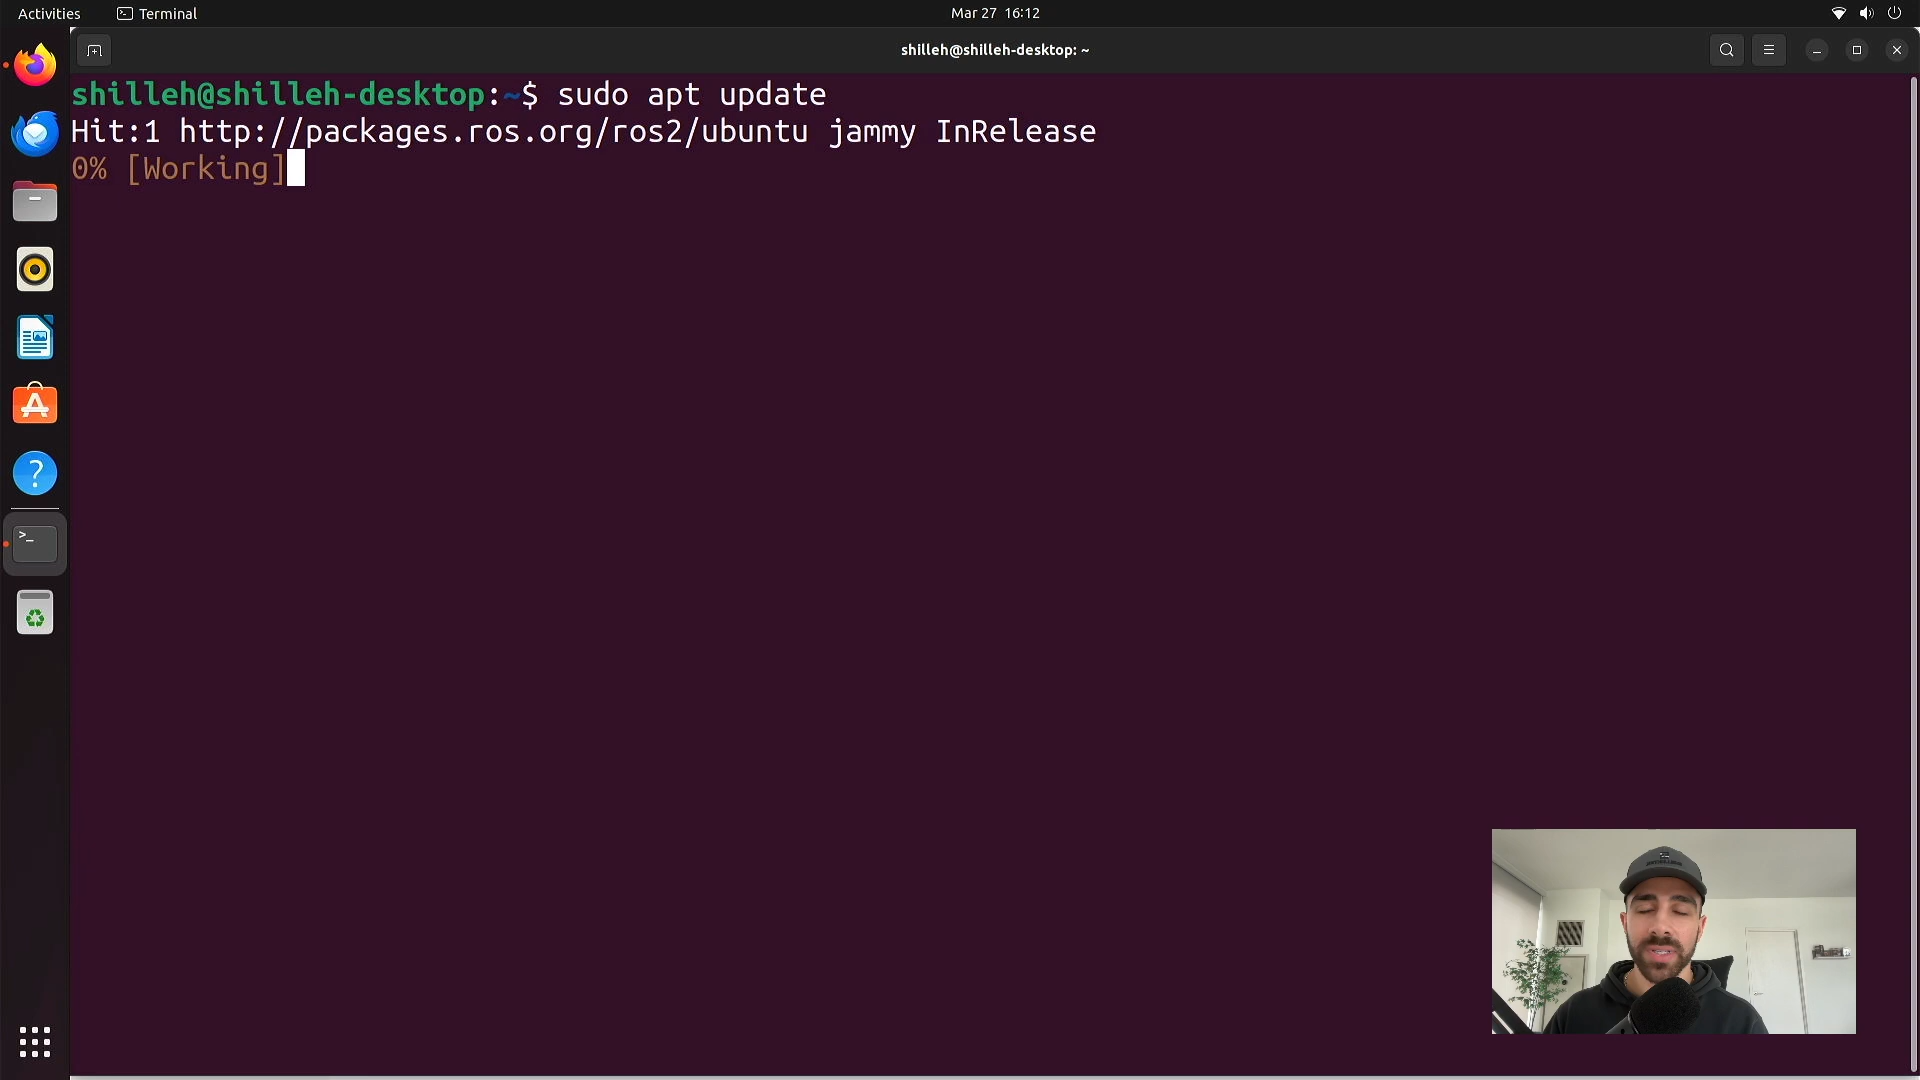 Activities
Terminal
Mar 27 16:12
shilleh@shilleh-desktop: ~
shilleh@shilleh-desktop:~$ sudo apt update
Hit:1 http://packages.ros.org/ros2/ubuntu jammy InRelease
0% [Working]